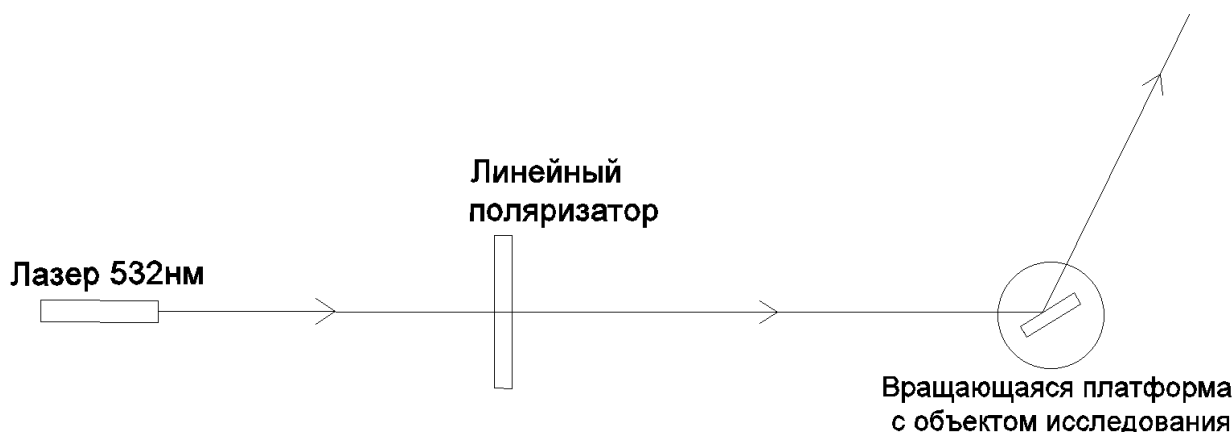 Линейный
поляризатор
Лазер 532нм
Вращающаяся платформа
с объектом исследования